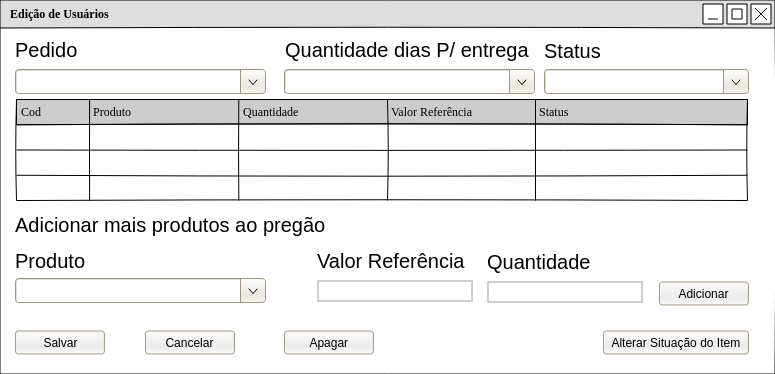 Edição de Usuários
Pedido Quantidade dias P/ entrega Status
Cod Produto Quantidade Valor Referência Status
Adicionar mais produtos ao pregão
Produto Valor Referência Quantidade
Adicionar
Salvar Cancelar Apagar Alterar Situação do Item